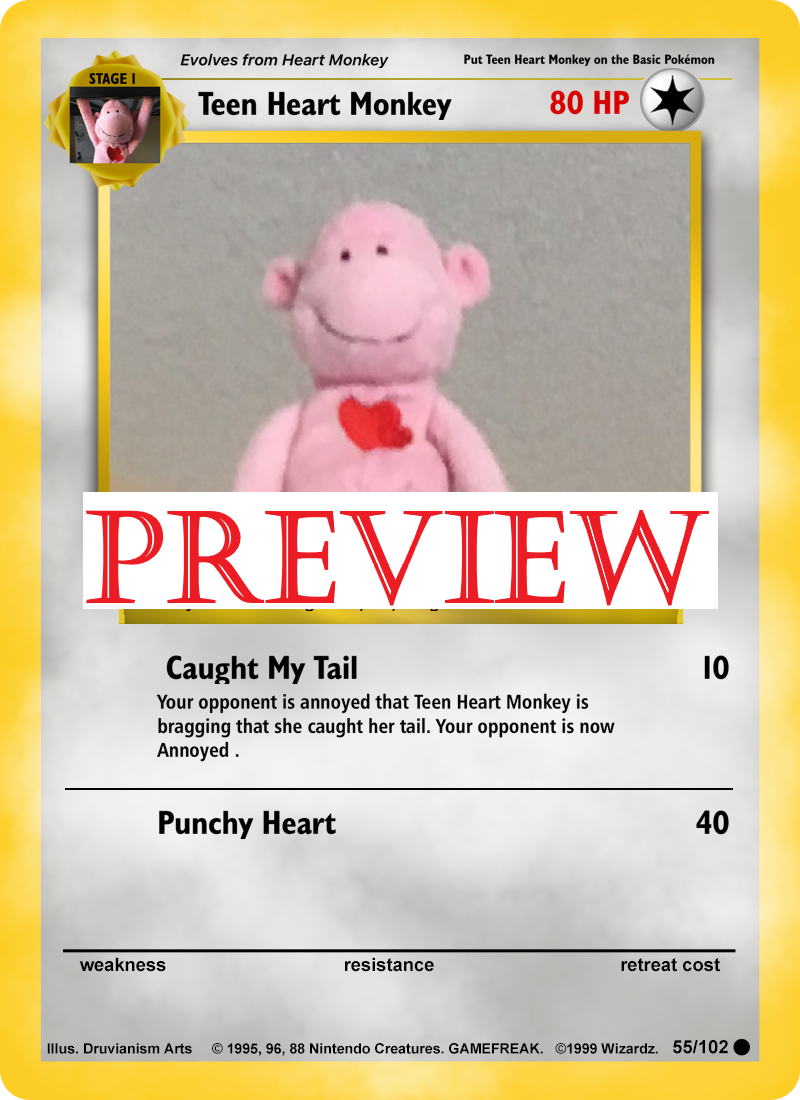 Evolves from Heart Monkey
Put Teen Heart Monkey on the Basic Pokémon
STAGE I
Teen Heart Monkey
80 HP
PREVIEW
Caught My Tail
10
Your opponent is annoyed that Teen Heart Monkey is
bragging that she caught her tail. Your opponent is now
Annoyed .
Punchy Heart
40
weakness
resistance
retreat cost
Illus. Druvianism Arts
© 1995, 96, 88 Nintendo Creatures. GAMEFREAK.
©1999 Wizardz.
55/102